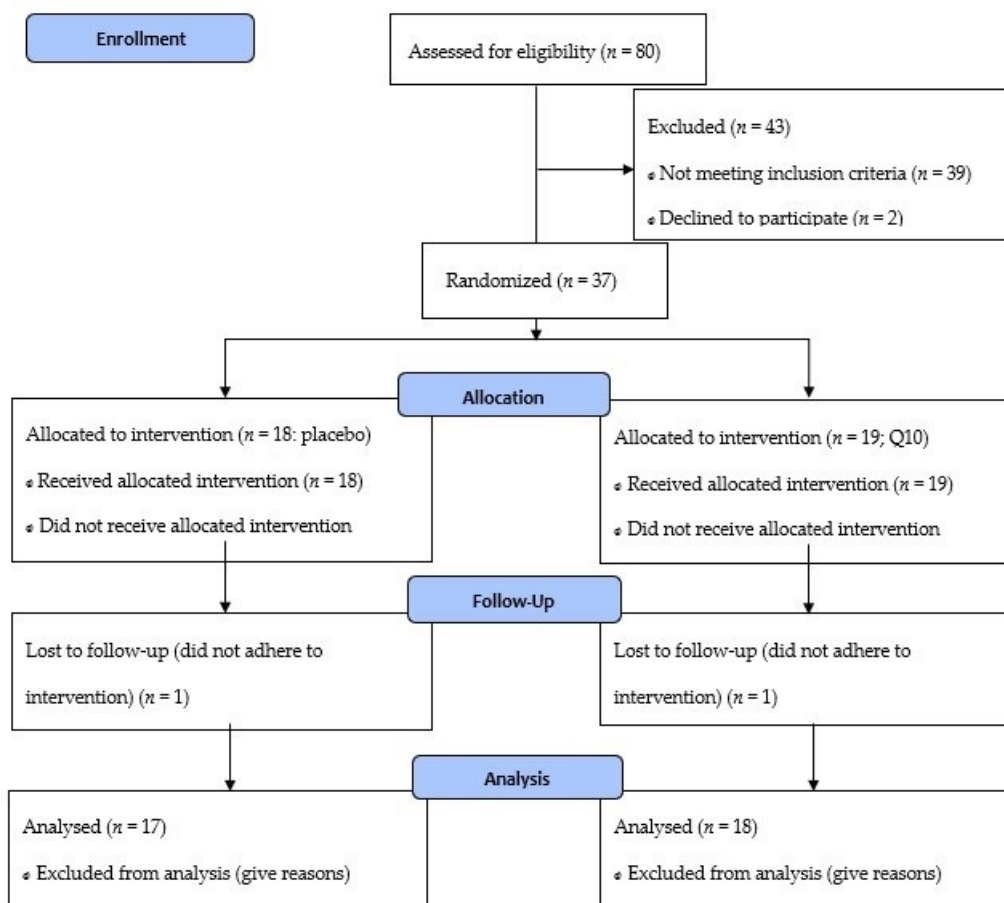 Enrollment
Assessed for eligibility (n = 80)
Excluded (n = 43)
Not meeting inclusion criteria (n = 39)
Declined to participate (n = 2)
Randomized (n = 37)
Allocation
Allocated to intervention (n = 18: placebo)
Received allocated intervention (n = 18)
Did not receive allocated intervention
Allocated to intervention (n = 19; Q10)
Received allocated intervention (n = 19)
Did not receive allocated intervention
Follow-Up
Lost to follow-up (did not adhere to
intervention) (n = 1)
Lost to follow-up (did not adhere to
intervention) (n = 1)
Analysis
Analysed (n = 17)
Excluded from analysis (give reasons)
Analysed (n = 18)
Excluded from analysis (give reasons)